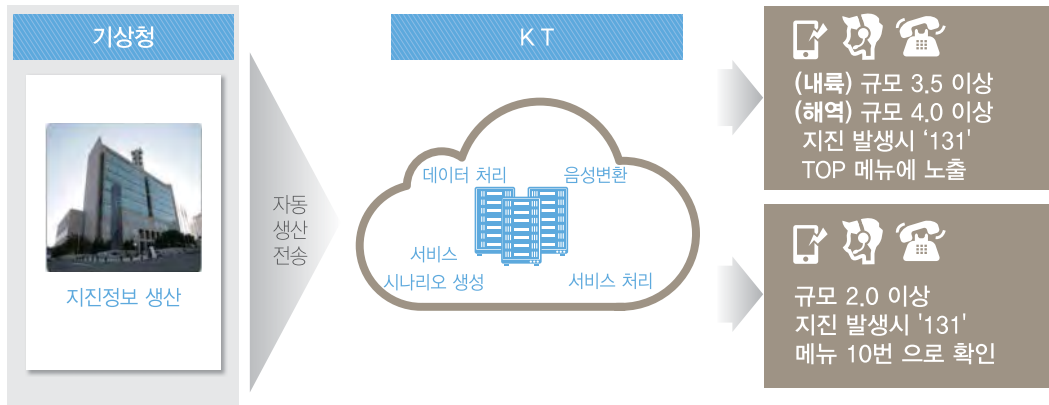 기상청
지진정보 생산
자동
생산
전송
KT
데이터 처리
음성변환
서비스
시나리오 생성
서비스 처리
(내륙) 규모 3.5 이상
(해역) 규모 4.0 이상
지진 발생시 ‘131'
TOP 메뉴에 노출
규모 2.0 이상
지진 발생시 '131'
메뉴 10번 으로 확인